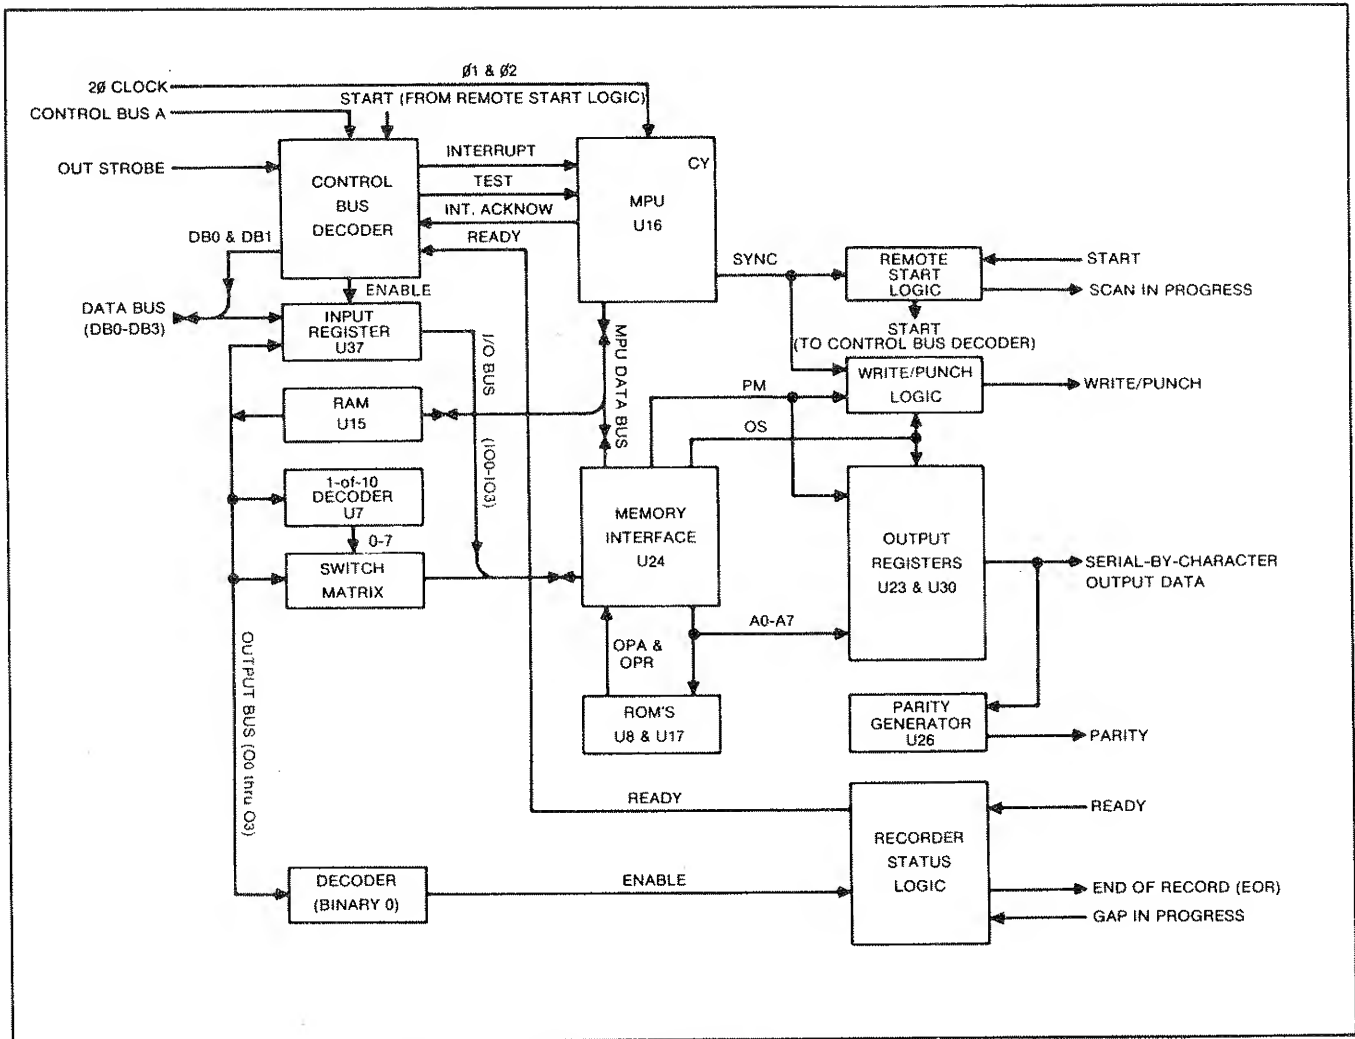 Ø1 & Ø2
2Ø CLOCK
START (FROM REMOTE START LOGIC)
CONTROL BUS A
OUT STROBE
CONTROL
BUS
DECODER
INTERRUPT
TEST
INT. ACKNOW
READY
CY
MPU
U16
DB0 & DB1
ENABLE
DATA BUS
(DB0-DB3)
INPUT
REGISTER
U37
SYNC
REMOTE
START
LOGIC
START
SCAN IN PROGRESS
START
(TO CONTROL BUS DECODER)
I/O BUS
(IO0-IO3)
MPU DATA BUS
RAM
U15
PM
OS
WRITE/PUNCH
LOGIC
WRITE/PUNCH
1-of-10
DECODER
U7
0-7
SWITCH
MATRIX
MEMORY
INTERFACE
U24
OUTPUT
REGISTERS
U23 & U30
SERIAL-BY-CHARACTER
OUTPUT DATA
A0-A7
OPA &
OPR
ROM'S
U8 & U17
OUTPUT BUS (O0 thru O3)
PARITY
GENERATOR
U26
PARITY
READY
READY
RECORDER
STATUS
LOGIC
DECODER
(BINARY 0)
ENABLE
END OF RECORD (EOR)
GAP IN PROGRESS